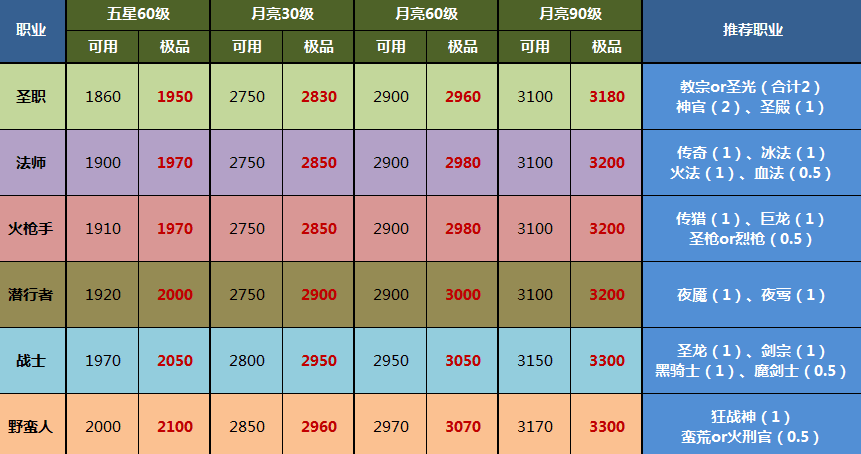 职业 五星60级 月亮30级 月亮60级 月亮90级 推荐职业
可用 极品 可用 极品 可用 极品 可用 极品
圣职 1860 1950 2750 2830 2900 2960 3100 3180 教宗or圣光（合计2）
神官（2）、圣殿（1）
法师 1900 1970 2750 2850 2900 2980 3100 3200 传奇（1）、冰法（1）
火法（1）、血法（0.5）
火枪手 1910 1970 2750 2850 2900 2980 3100 3200 传猎（1）、巨龙（1）
圣枪or烈枪（0.5）
潜行者 1920 2000 2750 2900 2900 3000 3100 3200 夜魇（1）、夜莺（1）
战士 1970 2050 2800 2950 2950 3050 3150 3300 圣龙（1）、剑宗（1）
黑骑士（1）、魔剑士（0.5）
野蛮人 2000 2100 2850 2960 2970 3070 3170 3300 狂战神（1）
蛮荒or火刑官（0.5）